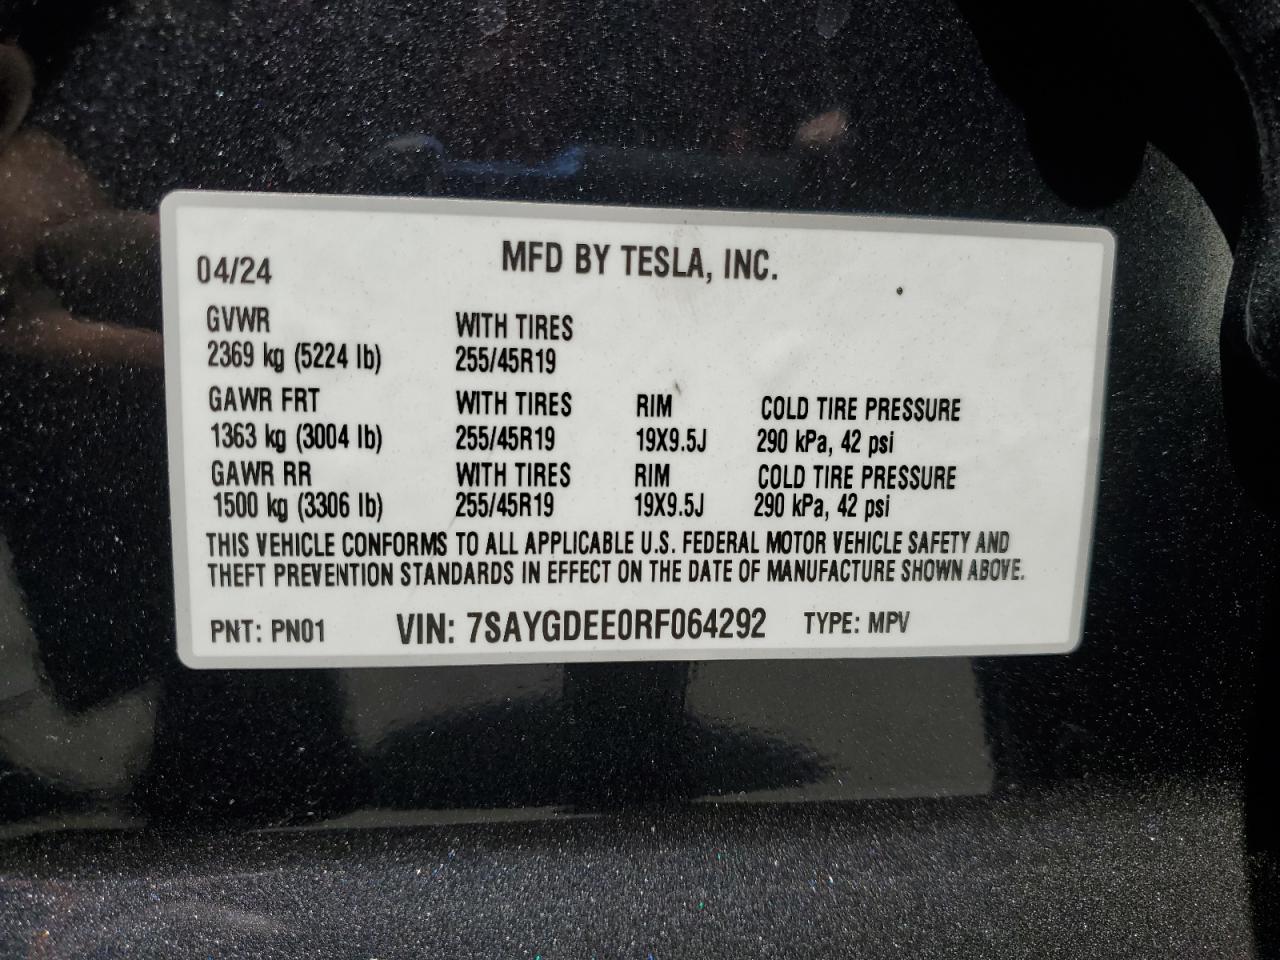 MFD BY TESLA, INC.
04/24
GVWR WITH TIRES
2369 kg (5224 lb) 255/45R19
GAWR FRT WITH TIRES RIM COLD TIRE PRESSURE
1363 kg (3004 lb) 255/45R19 19X9.5J 290 kPa, 42 psi
GAWR RR WITH TIRES RIM COLD TIRE PRESSURE
1500 kg (3306 lb) 255/45R19 19X9.5J 290 kPa, 42 psi
THIS VEHICLE CONFORMS TO ALL APPLICABLE U.S. FEDERAL MOTOR VEHICLE SAFETY AND
THEFT PREVENTION STANDARDS IN EFFECT ON THE DATE OF MANUFACTURE SHOWN ABOVE.
PNT: PN01 VIN: 7SAYGDEE0RF064292 TYPE: MPV